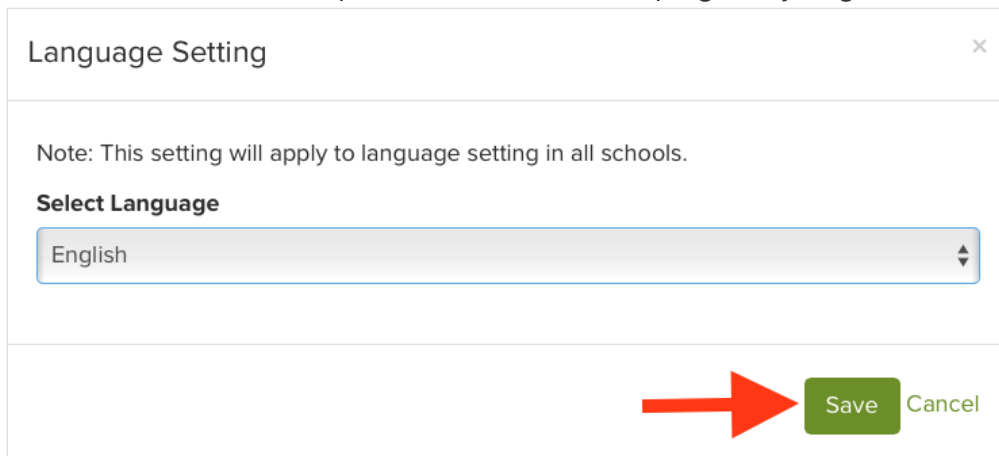 Language Setting
×
Note: This setting will apply to language setting in all schools.
Select Language
English
Save Cancel